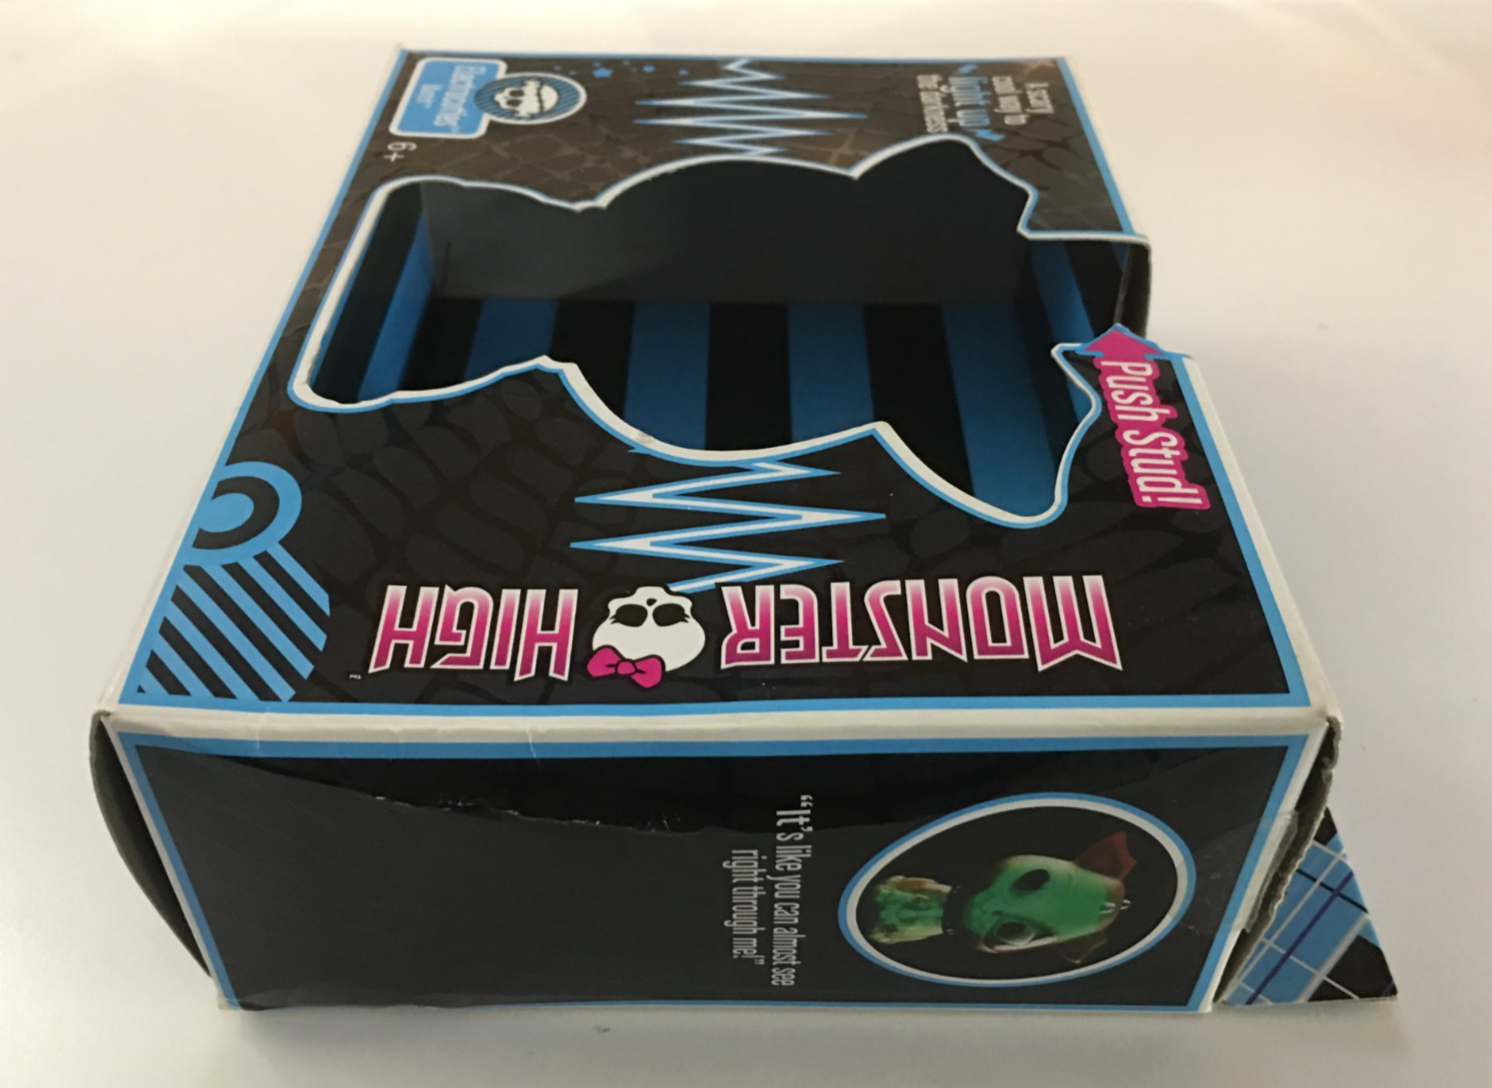 MONSTER HIGH™
Push Stud!
A scary
cool way to
light up
the darkness
6+
"It's like you can almost see
right through me!"